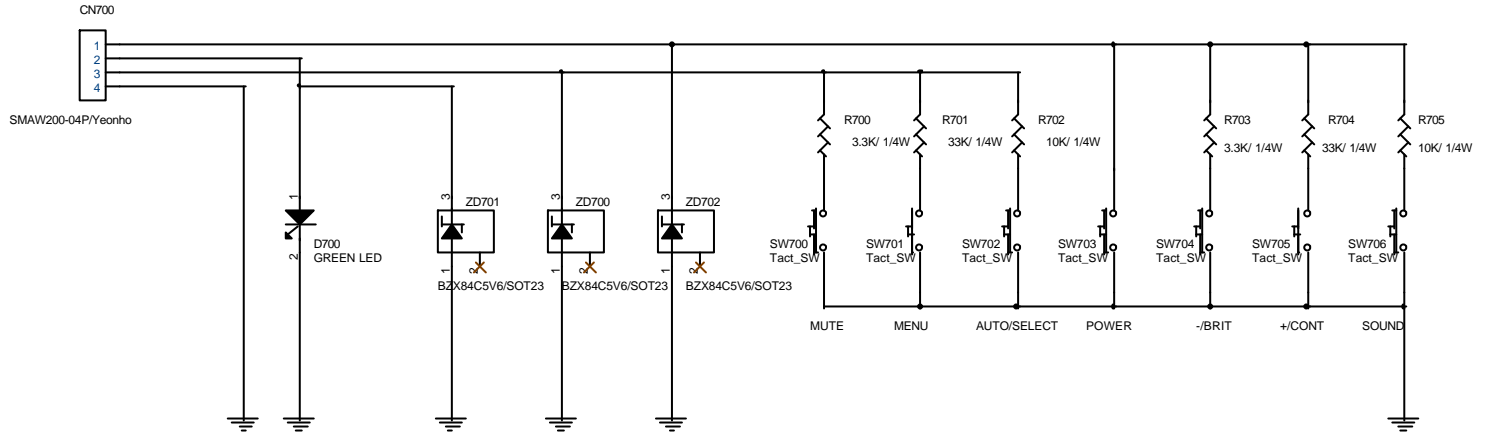 CN700
1
2
3
4
SMAW200-04P/Yeonho
R700
3.3K/ 1/4W
R701
33K/ 1/4W
R702
10K/ 1/4W
R703
3.3K/ 1/4W
R704
33K/ 1/4W
R705
10K/ 1/4W
1
2
D700
GREEN LED
3
ZD701
1
2
BZX84C5V6/SOT23
3
ZD700
1
2
BZX84C5V6/SOT23
3
ZD702
1
2
BZX84C5V6/SOT23
SW700
Tact_SW
SW701
Tact_SW
SW702
Tact_SW
SW703
Tact_SW
SW704
Tact_SW
SW705
Tact_SW
SW706
Tact_SW
MUTE
MENU
AUTO/SELECT
POWER
-/BRIT
+/CONT
SOUND